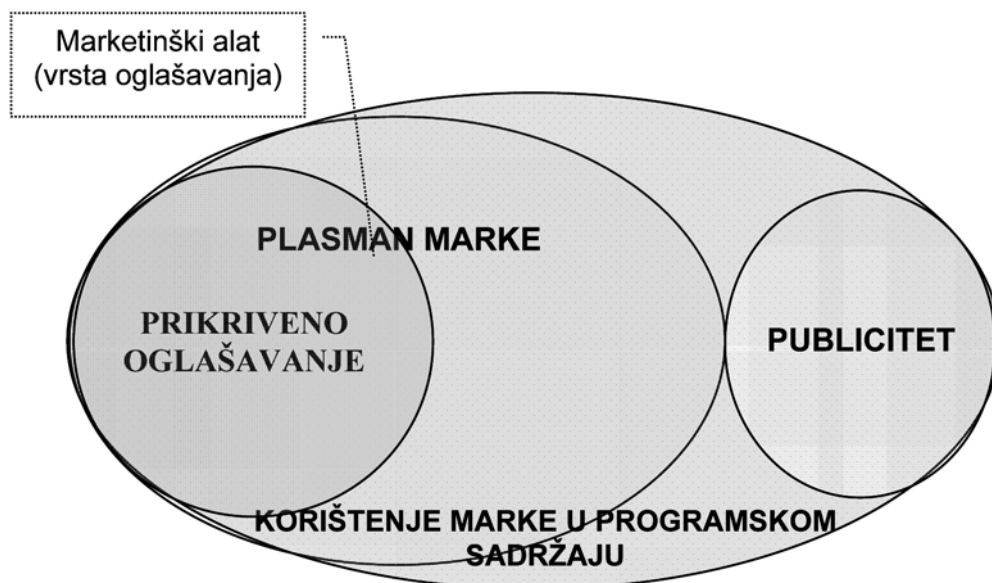 Marketinški alat
(vrsta oglašavanja)
PLASMAN MARKE
PRIKRIVENO
OGLAŠAVANJE
PUBLICITET
KORIŠTENJE MARKE U PROGRAMSKOM
SADRŽAJU